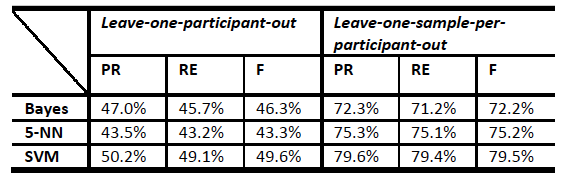 Leave-one-participant-out Leave-one-sample-per-
participant-out
PR RE F PR RE F
Bayes 47.0% 45.7% 46.3% 72.3% 71.2% 72.2%
5-NN 43.5% 43.2% 43.3% 75.3% 75.1% 75.2%
SVM 50.2% 49.1% 49.6% 79.6% 79.4% 79.5%